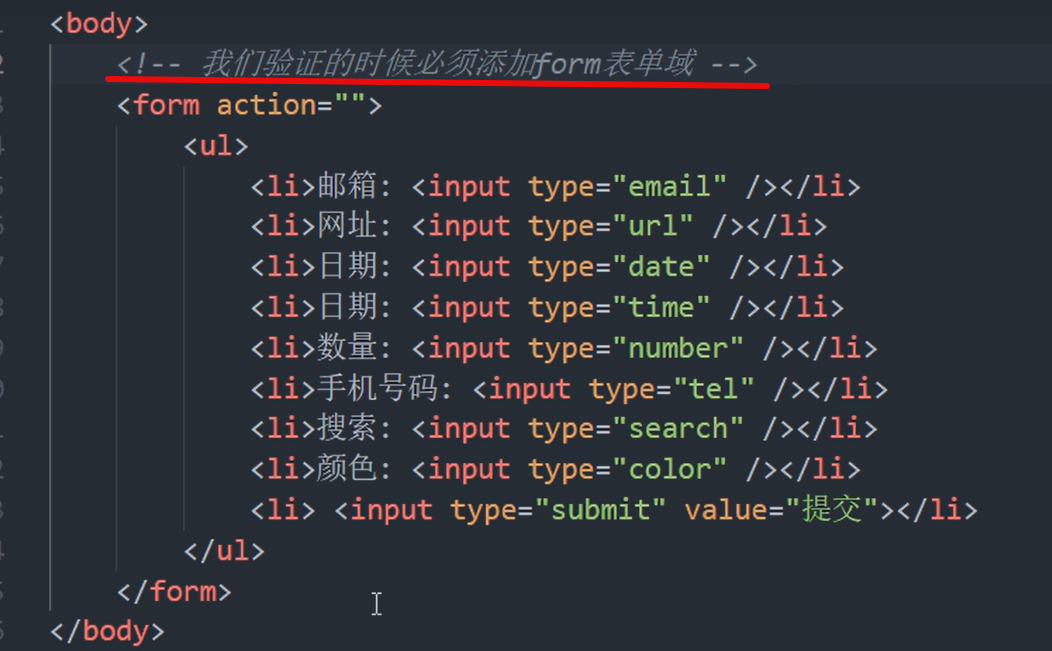 <body>
<!-- 我们验证的时候必须添加form表单域 -->
<form action="">
<ul>
<li>邮箱: <input type="email" /></li>
<li>网址: <input type="url" /></li>
<li>日期: <input type="date" /></li>
<li>日期: <input type="time" /></li>
<li>数量: <input type="number" /></li>
<li>手机号码: <input type="tel" /></li>
<li>搜索: <input type="search" /></li>
<li>颜色: <input type="color" /></li>
<li> <input type="submit" value="提交"></li>
</ul>
</form>
</body>